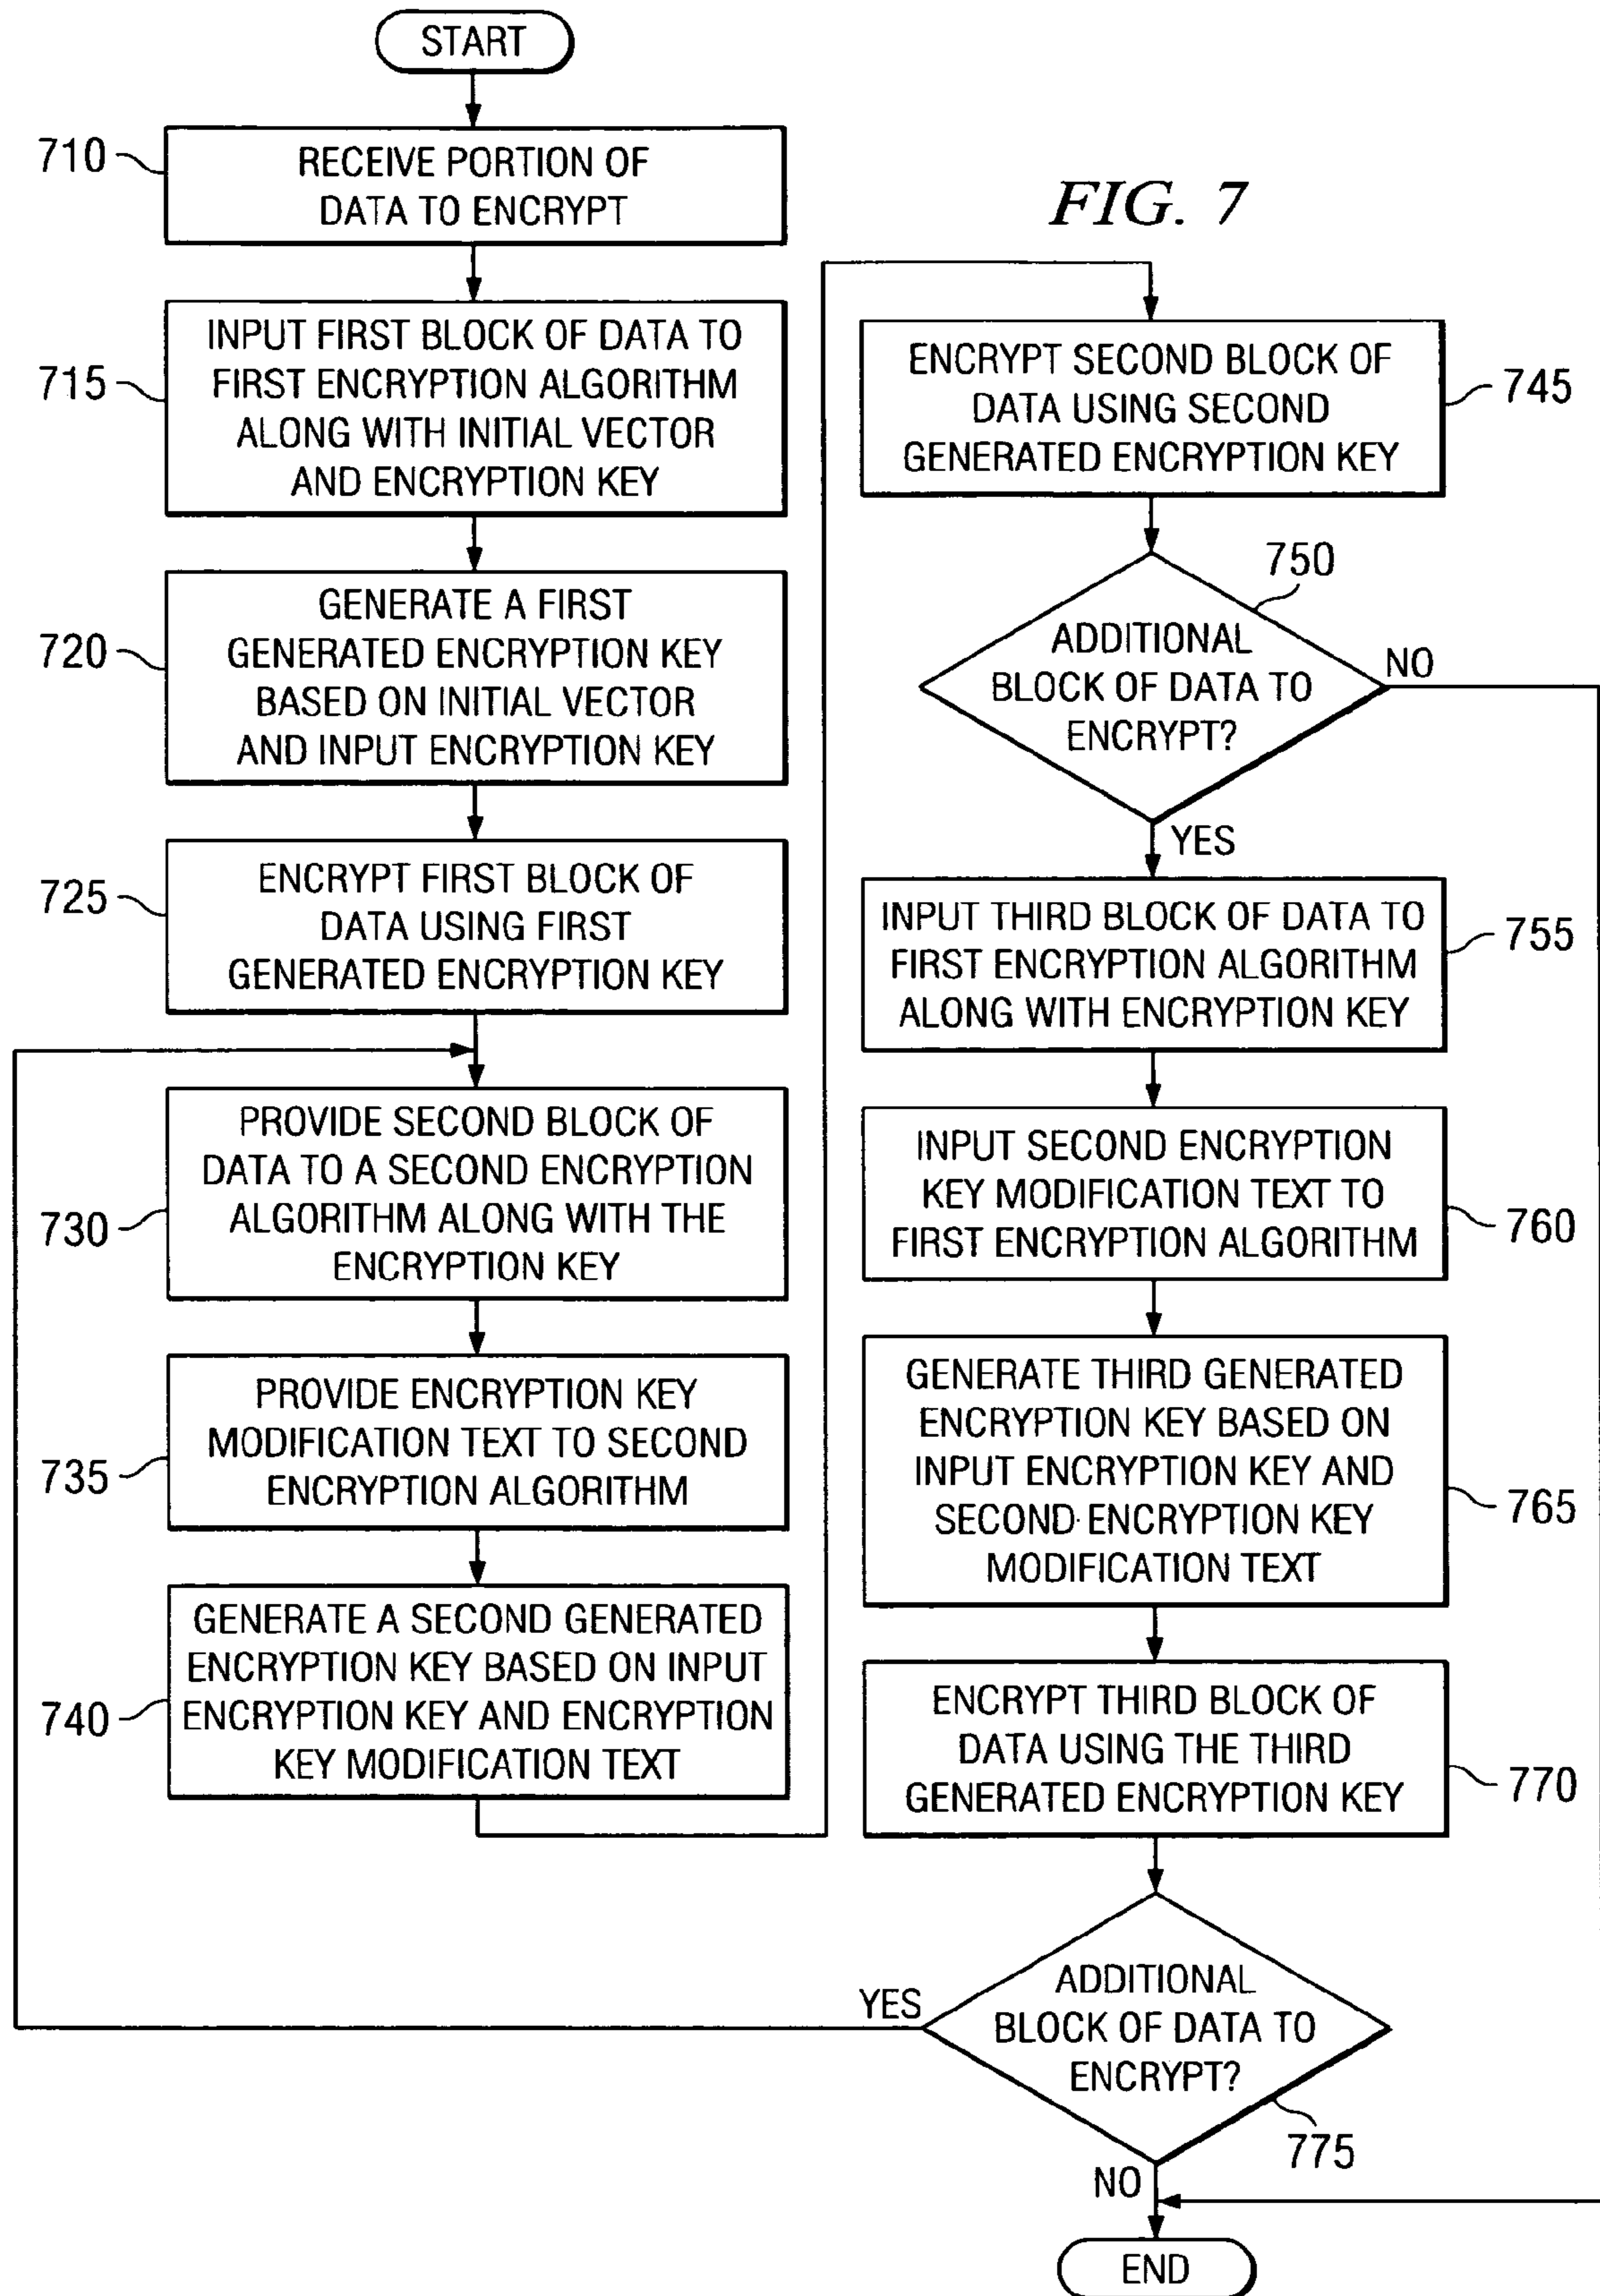 START
710
RECEIVE PORTION OF
DATA TO ENCRYPT
715
INPUT FIRST BLOCK OF DATA TO
FIRST ENCRYPTION ALGORITHM
ALONG WITH INITIAL VECTOR
AND ENCRYPTION KEY
720
GENERATE A FIRST
GENERATED ENCRYPTION KEY
BASED ON INITIAL VECTOR
AND INPUT ENCRYPTION KEY
725
ENCRYPT FIRST BLOCK OF
DATA USING FIRST
GENERATED ENCRYPTION KEY
730
PROVIDE SECOND BLOCK OF
DATA TO A SECOND ENCRYPTION
ALGORITHM ALONG WITH THE
ENCRYPTION KEY
735
PROVIDE ENCRYPTION KEY
MODIFICATION TEXT TO SECOND
ENCRYPTION ALGORITHM
740
GENERATE A SECOND GENERATED
ENCRYPTION KEY BASED ON INPUT
ENCRYPTION KEY AND ENCRYPTION
KEY MODIFICATION TEXT
FIG. 7
ENCRYPT SECOND BLOCK OF
DATA USING SECOND
GENERATED ENCRYPTION KEY
745
750
ADDITIONAL
BLOCK OF DATA TO
ENCRYPT?
NO
YES
INPUT THIRD BLOCK OF DATA TO
FIRST ENCRYPTION ALGORITHM
ALONG WITH ENCRYPTION KEY
755
INPUT SECOND ENCRYPTION
KEY MODIFICATION TEXT TO
FIRST ENCRYPTION ALGORITHM
760
GENERATE THIRD GENERATED
ENCRYPTION KEY BASED ON
INPUT ENCRYPTION KEY AND
SECOND ENCRYPTION KEY
MODIFICATION TEXT
765
ENCRYPT THIRD BLOCK OF
DATA USING THE THIRD
GENERATED ENCRYPTION KEY
770
YES
ADDITIONAL
BLOCK OF DATA TO
ENCRYPT?
775
NO
END